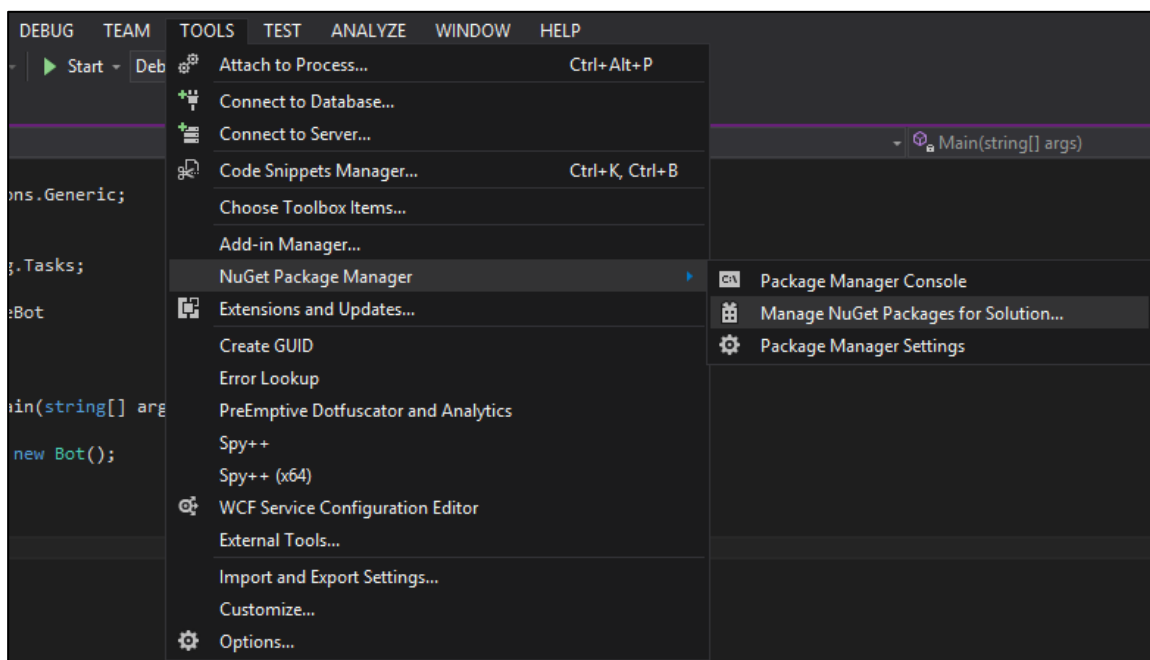 DEBUG TEAM TOOLS TEST ANALYZE WINDOW HELP
Start Deb
Attach to Process... Ctrl+Alt+P
Connect to Database...
Connect to Server...
Main(string[] args)
Code Snippets Manager... Ctrl+K, Ctrl+B
ons.Generic;
Choose Toolbox Items...
Add-in Manager...
g.Tasks;
NuGet Package Manager
Package Manager Console
eBot
Extensions and Updates...
Manage NuGet Packages for Solution...
Create GUID
Package Manager Settings
Error Lookup
ain(string[] arg
PreEmptive Dotfuscator and Analytics
new Bot();
Spy++
Spy++ (x64)
WCF Service Configuration Editor
External Tools...
Import and Export Settings...
Customize...
Options...